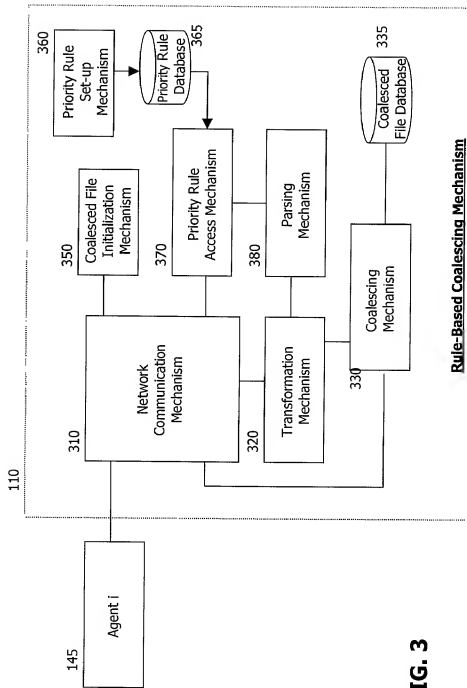 110
145
Agent i
310
Network
Communication
Mechanism
350
Coalesced File
Initialization
Mechanism
360
Priority Rule
Set-up
Mechanism
365
Priority Rule
Database
370
Priority Rule
Access Mechanism
320
Transformation
Mechanism
380
Parsing
Mechanism
330
Coalescing
Mechanism
335
Coalesced
File Database
Rule-Based Coalescing Mechanism
IG. 3